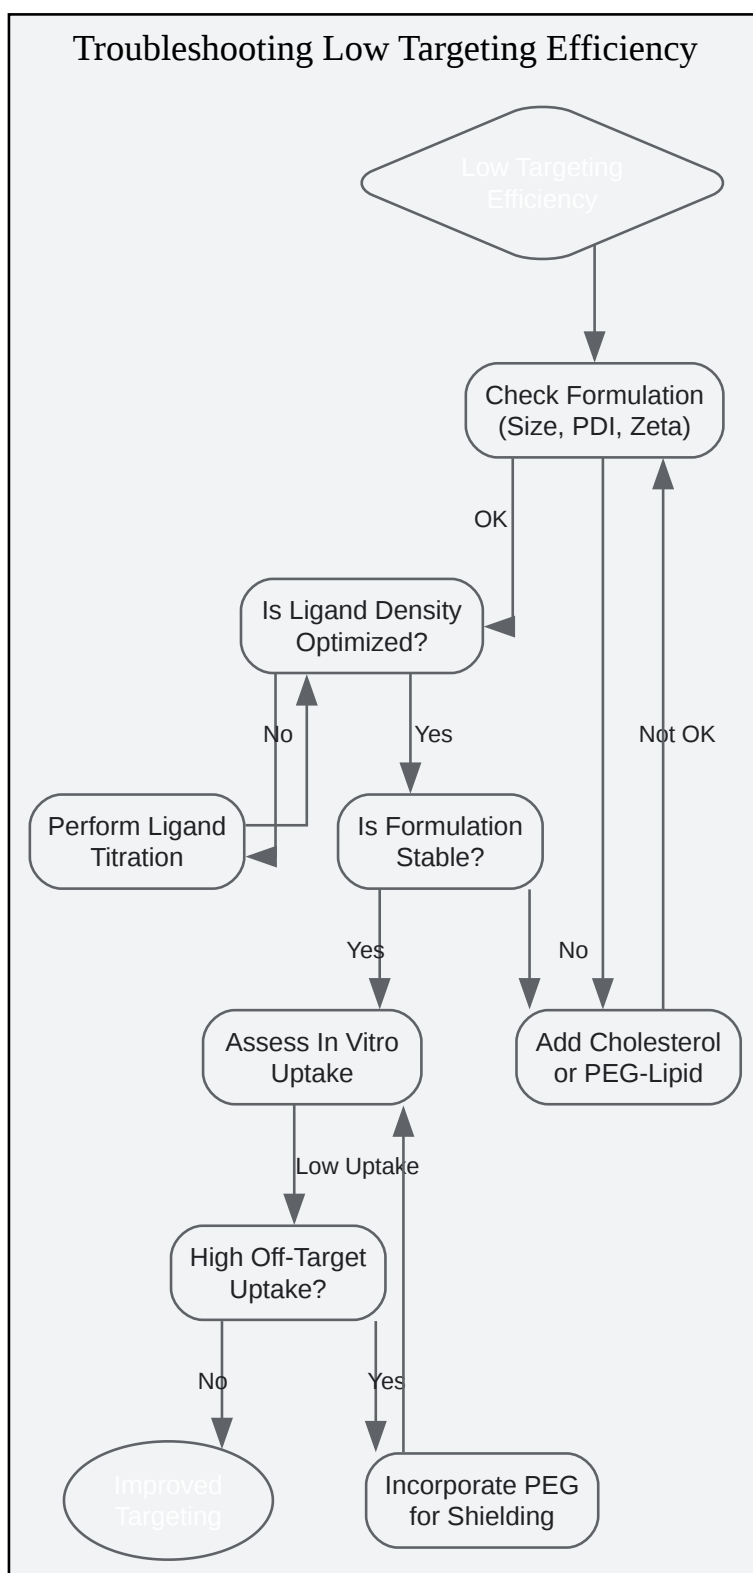 Troubleshooting Low Targeting Efficiency
Low Targeting
Efficiency
Check Formulation
(Size, PDI, Zeta)
OK
Is Ligand Density
Optimized?
No
Yes
Not OK
Perform Ligand
Titration
Is Formulation
Stable?
Yes
No
Assess In Vitro
Uptake
Add Cholesterol
or PEG-Lipid
Low Uptake
High Off-Target
Uptake?
No
Yes
Improved
Targeting
Incorporate PEG
for Shielding